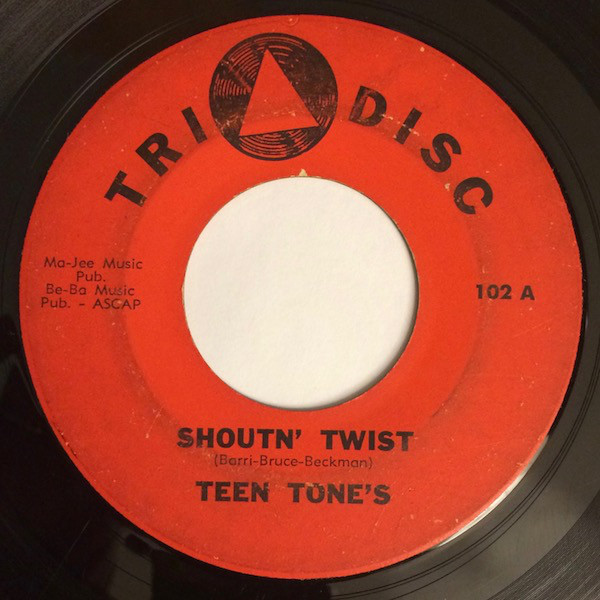 TRI DISC
Ma-Jee Music
Pub.
Be-Ba Music
Pub. - ASCAP
102 A
SHOUTN' TWIST
(Barri-Bruce-Beckman)
TEEN TONE'S